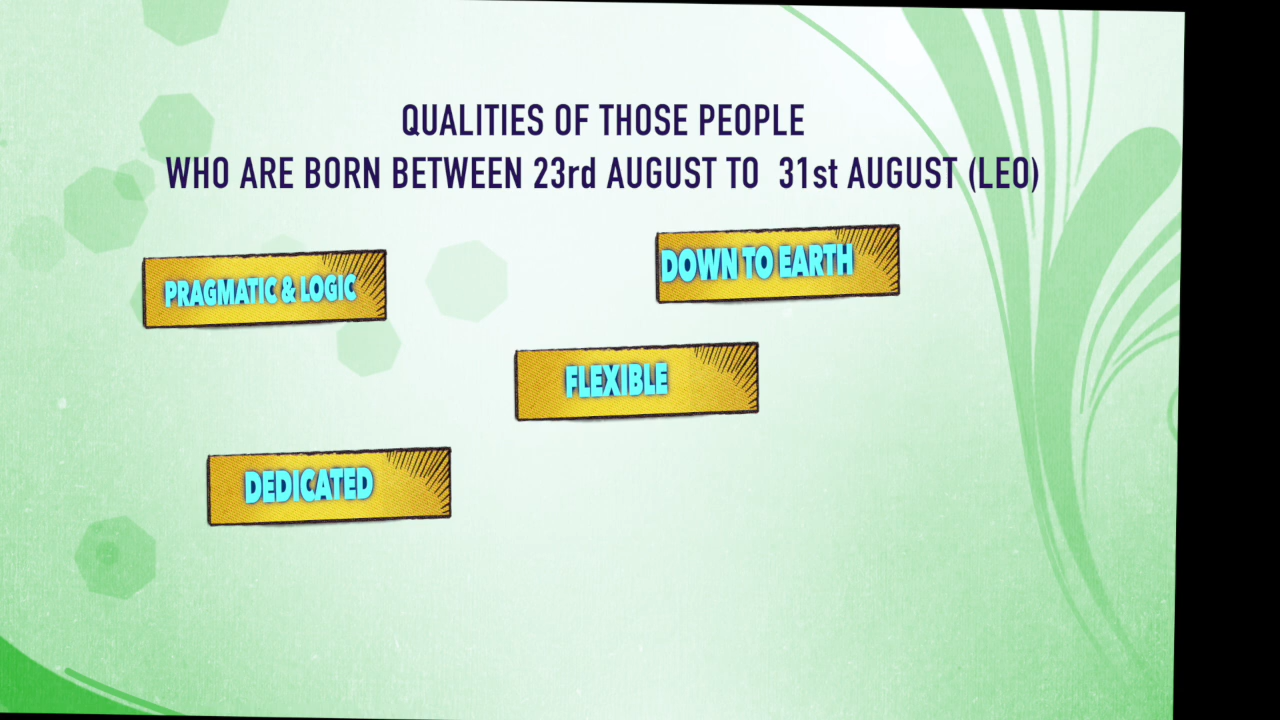 QUALITIES OF THOSE PEOPLE
WHO ARE BORN BETWEEN 23rd AUGUST TO 31st AUGUST (LEO)
PRAGMATIC & LOGIC
DOWN TO EARTH
FLEXIBLE
DEDICATED